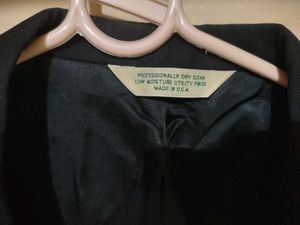 PROFESSIONALLY DRY CLEAN
LOW MOISTURE UTILITY PRESS
MADE IN U.S.A.